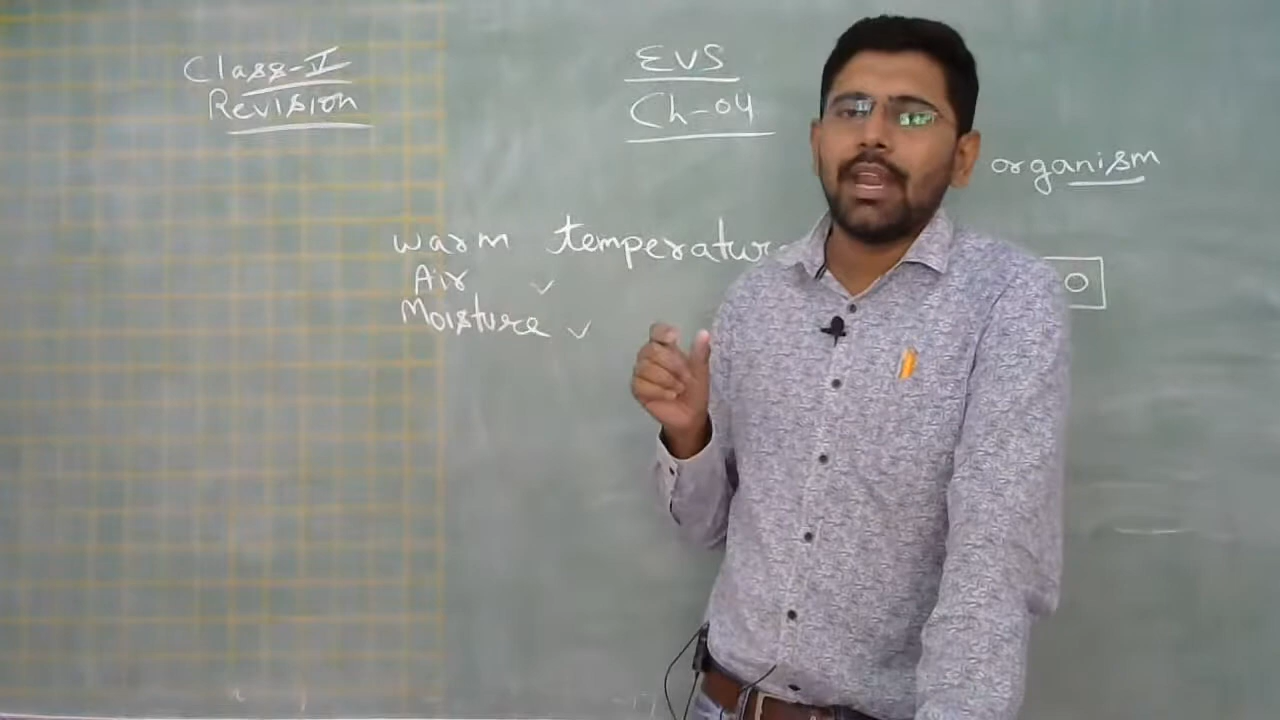 Class-V
Revision
EVS
Ch-04
organism
warm temperature
Air
Moisture